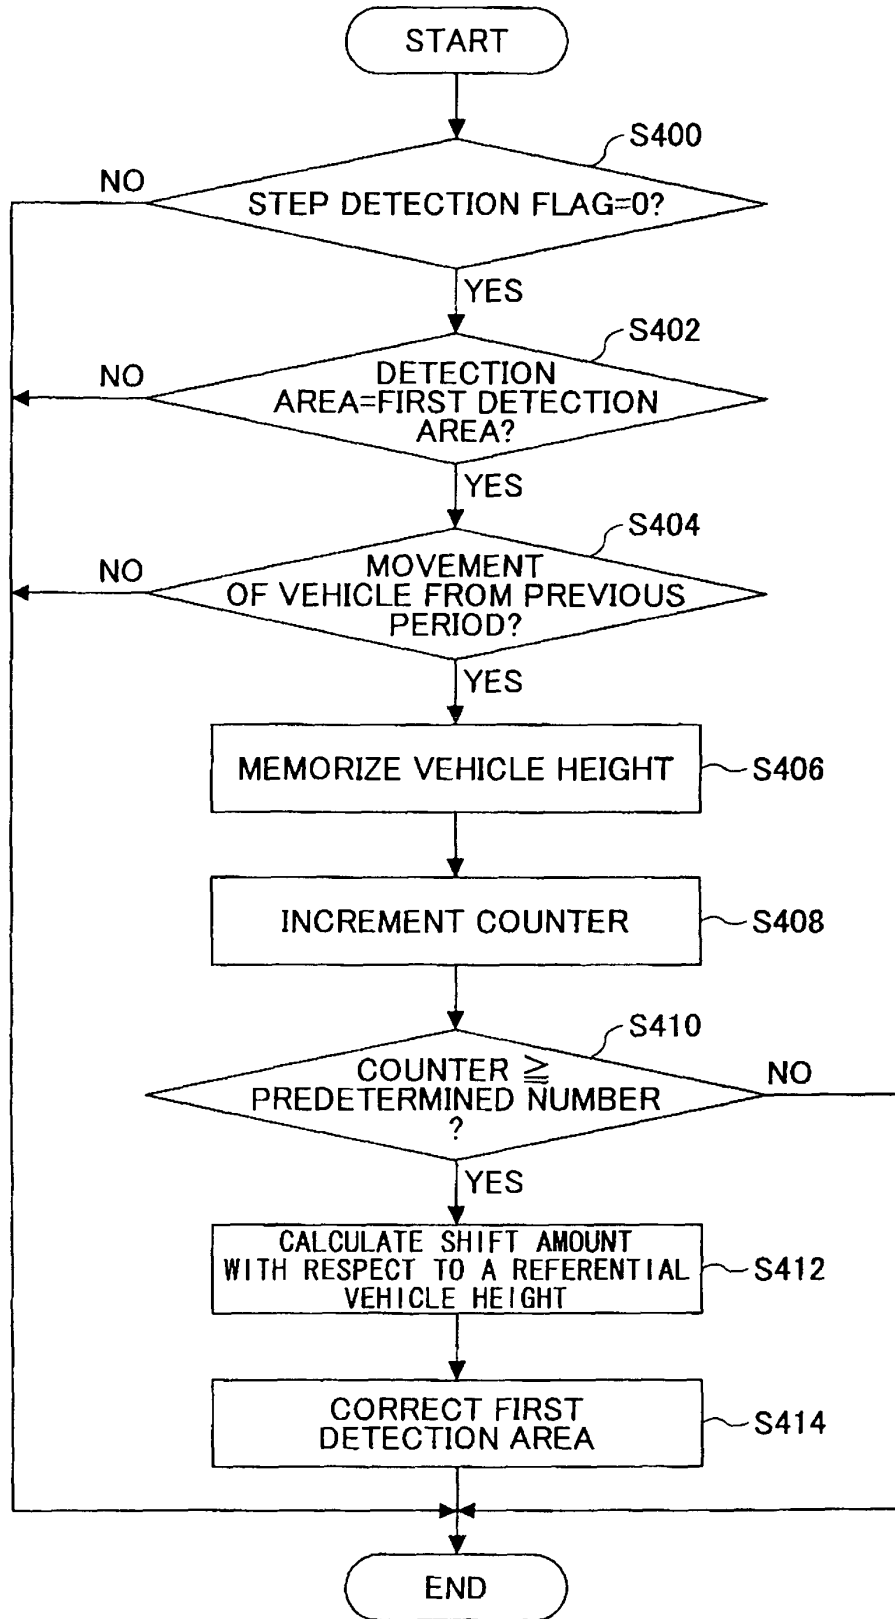 START
S400
NO
STEP DETECTION FLAG=0?
YES
S402
NO
DETECTION
AREA=FIRST DETECTION
AREA?
YES
S404
NO
MOVEMENT
OF VEHICLE FROM PREVIOUS
PERIOD?
YES
MEMORIZE VEHICLE HEIGHT
S406
INCREMENT COUNTER
S408
S410
COUNTER ≧
PREDETERMINED NUMBER
?
NO
YES
CALCULATE SHIFT AMOUNT
WITH RESPECT TO A REFERENTIAL
VEHICLE HEIGHT
S412
CORRECT FIRST
DETECTION AREA
S414
END